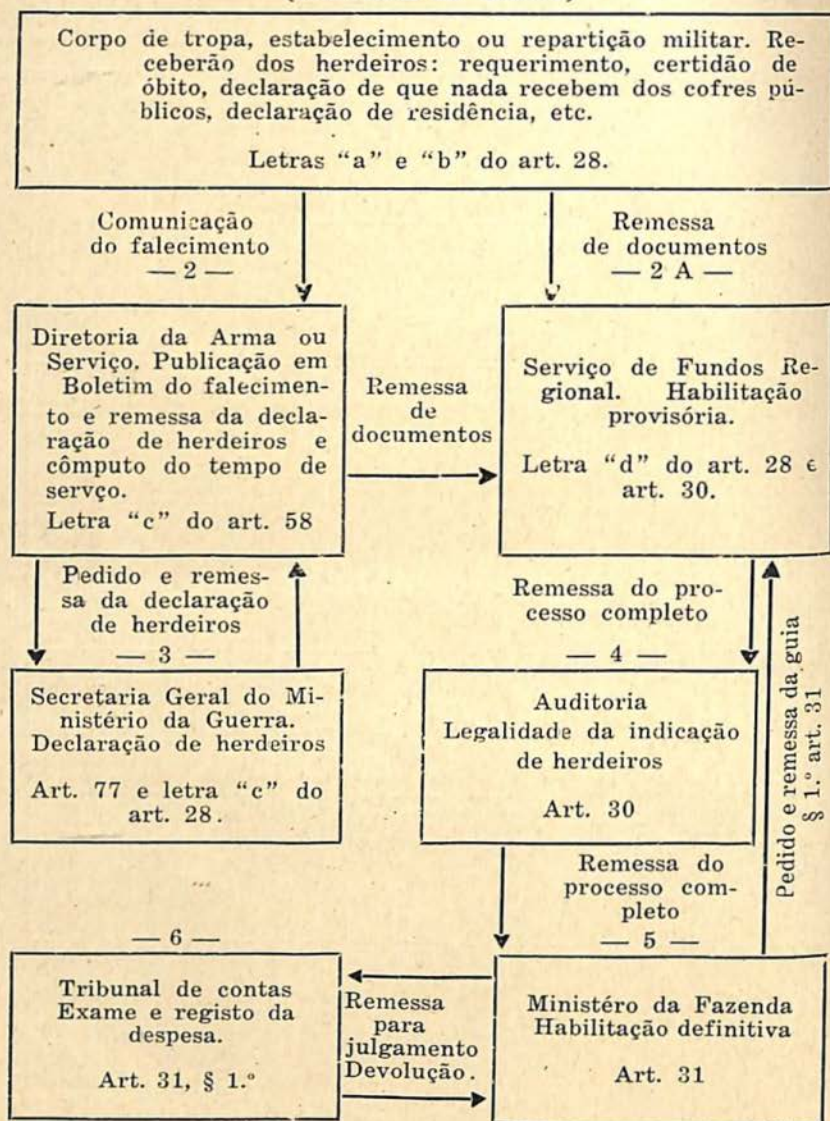 Corpo de tropa, estabelecimento ou repartição militar. Re-
ceberão dos herdeiros: requerimento, certidão de
óbito, declaração de que nada recebem dos cofres pú-
blicos, declaração de residência, etc.
Letras "a" e "b" do art. 28.
Comunicação
do falecimento
— 2 —
Remessa
de documentos
— 2 A —
Diretoria da Arma ou
Serviço. Publicação em
Boletim do falecimen-
to e remessa da decla-
ração de herdeiros e
cômputo do tempo de
servço.
Letra "c" do art. 58
Remessa
de
documentos
Serviço de Fundos Re-
gional. Habilitação
provisória.
Letra "d" do art. 28 e
art. 30.
Pedido e remes-
sa da declaração
de herdeiros
— 3 —
Remessa do pro-
cesso completo
— 4 —
Secretaria Geral do Mi-
nistério da Guerra.
Declaração de herdeiros
Art. 77 e letra "c" do
art. 28.
Auditoria
Legalidade da indicação
de herdeiros
Art. 30
Pedido e remessa da guia
§ 1.º art. 31
Remessa do
processo com-
pleto
— 5 —
— 6 —
Tribunal de contas
Exame e registo da
despesa.
Art. 31, § 1.º
Remessa
para
julgamento
Devolução.
Ministéro da Fazenda
Habilitação definitiva
Art. 31